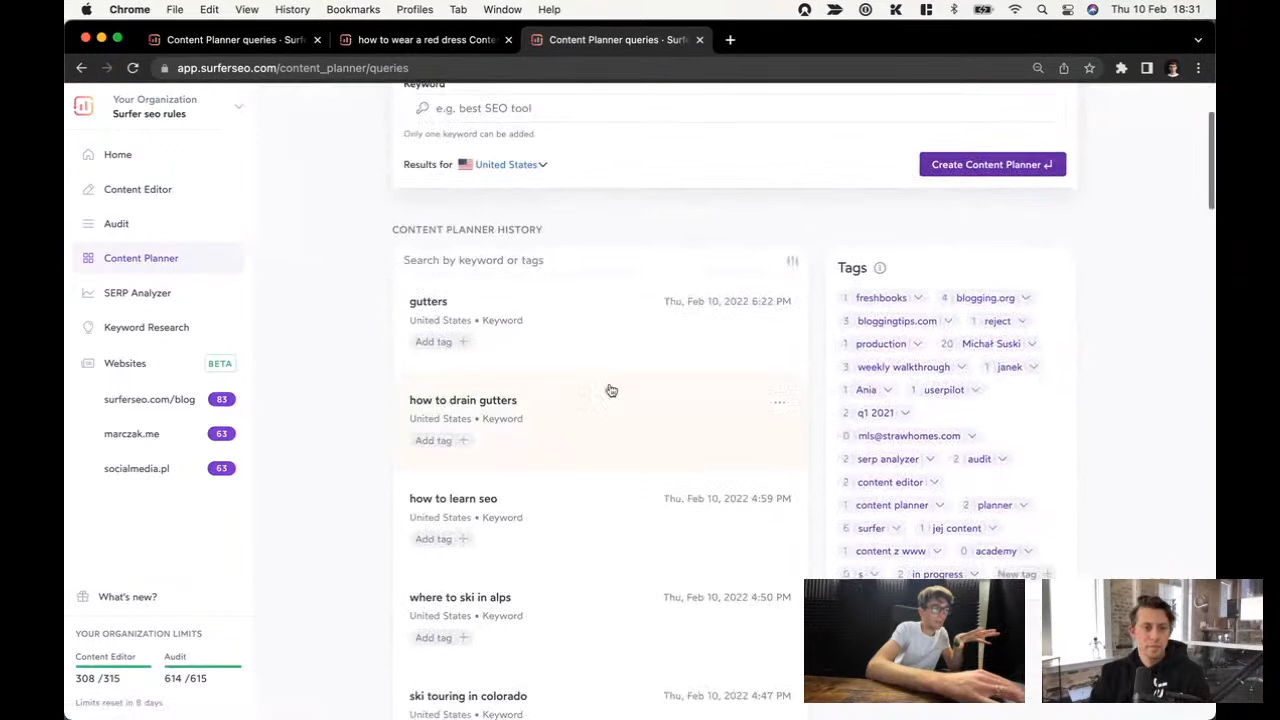 Chrome File Edit View History Bookmarks Profiles Tab Window Help Thu 10 Feb 18:31
Content Planner queries - Surfe how to wear a red dress Conte Content Planner queries - Surfe
app.surferseo.com/content_planner/queries
Your Organization
Surfer seo rules
Home
Content Editor
Audit
Content Planner
SERP Analyzer
Keyword Research
Websites BETA
surferseo.com/blog 83
marczak.me 63
socialmedia.pl 63
What's new?
YOUR ORGANIZATION LIMITS
Content Editor Audit
308 /315 614 /615
Limits reset in 8 days.
Keyword
e.g. best SEO tool
Only one keyword can be added
Results for United States
Create Content Planner
CONTENT PLANNER HISTORY
Search by keyword or tags
gutters Thu, Feb 10, 2022 6:22 PM
United States • Keyword
Add tag +
how to drain gutters ...
United States • Keyword
Add tag +
how to learn seo Thu, Feb 10, 2022 4:59 PM
United States • Keyword
Add tag +
where to ski in alps Thu, Feb 10, 2022 4:50 PM
United States • Keyword
Add tag +
ski touring in colorado Thu, Feb 10, 2022 4:47 PM
United States • Keyword
Tags
1 freshbooks 4 blogging.org
3 bloggingtips.com 1 reject
1 production 20 Michał Suski
3 weekly walkthrough 1 janek
1 Ania 1 userpilot
2 q1 2021
0 mls@strawhomes.com
2 serp analyzer 2 audit
2 content editor
1 content planner 2 planner
6 surfer 1 jej content
1 content z www 0 academy
s 2 in progress New tag +